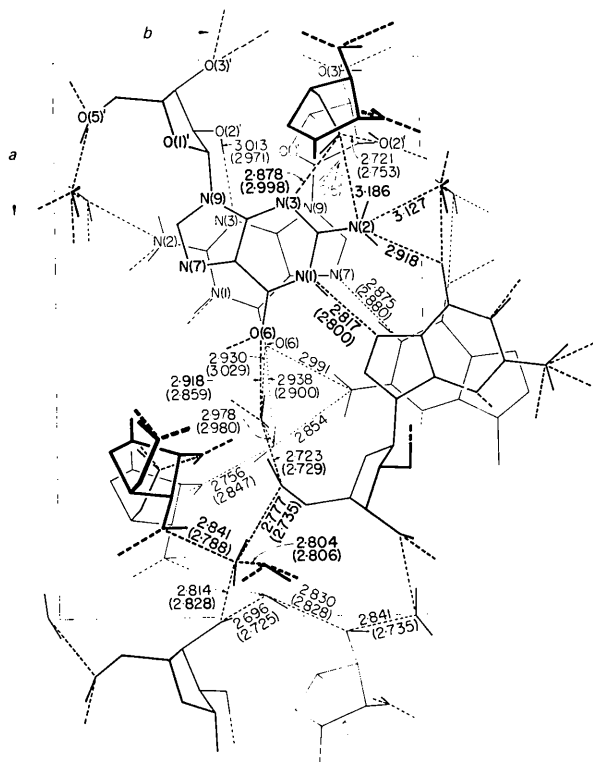 b
a
O(3)'
O(3)'
O(5)'
O(2)'
O(1)'
O(2)'
3·013
(2·971)
2·721
(2·753)
2·878
(2·998)
3·186
N(9)
N(3)
N(3)
N(9)
N(2)
3·127
N(2)
2·918
N(7)
N(1)
N(7)
N(1)
2·875
(2·880)
2·817
(2·800)
O(6)
O(6)
2·930
(3·029)
2·991
2·918
(2·859)
2·938
(2·900)
2·978
(2·980)
2·854
2·723
(2·729)
2·756
(2·847)
2·777
(2·735)
2·841
(2·788)
2·804
(2·806)
2·814
(2·828)
2·830
(2·828)
2·841
(2·735)
2·696
(2·725)